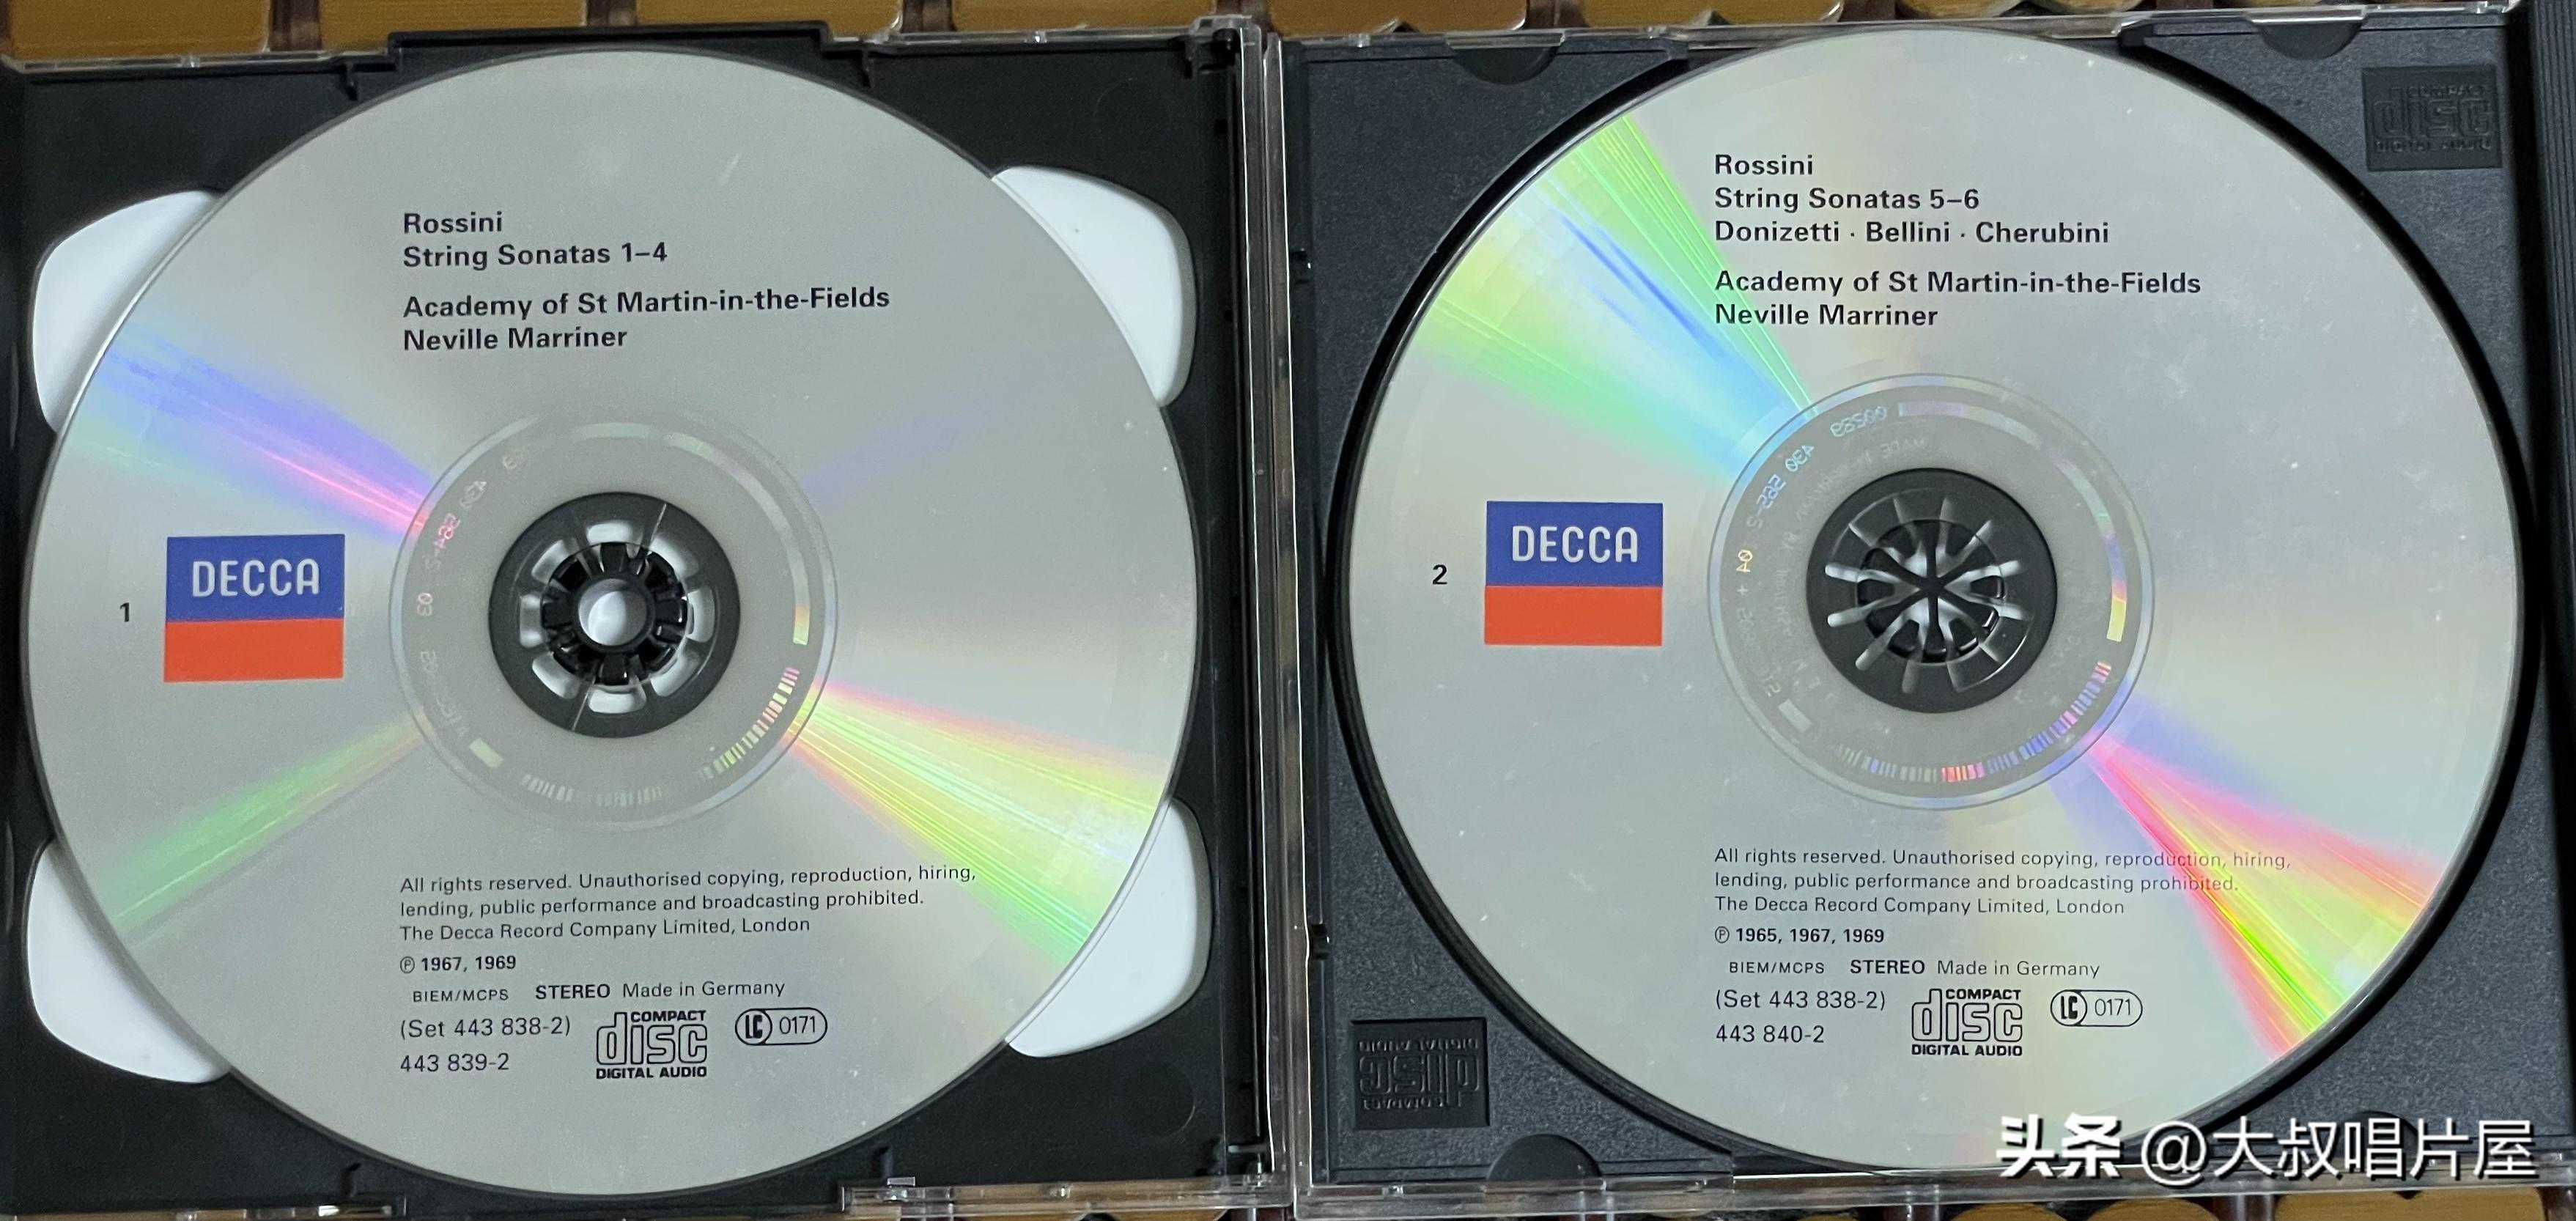 Rossini
String Sonatas 1–4
Academy of St Martin-in-the-Fields
Neville Marriner
1
DECCA
All rights reserved. Unauthorised copying, reproduction, hiring,
lending, public performance and broadcasting prohibited.
The Decca Record Company Limited, London
℗ 1967, 1969
BIEM/MCPS STEREO Made in Germany
(Set 443 838-2)
443 839-2
COMPACT
disc
DIGITAL AUDIO
LC 0171
Rossini
String Sonatas 5–6
Donizetti · Bellini · Cherubini
Academy of St Martin-in-the-Fields
Neville Marriner
2
DECCA
All rights reserved. Unauthorised copying, reproduction, hiring,
lending, public performance and broadcasting prohibited.
The Decca Record Company Limited, London
℗ 1965, 1967, 1969
BIEM/MCPS STEREO Made in Germany
(Set 443 838-2)
443 840-2
COMPACT
disc
DIGITAL AUDIO
LC 0171
头条 @大叔唱片屋